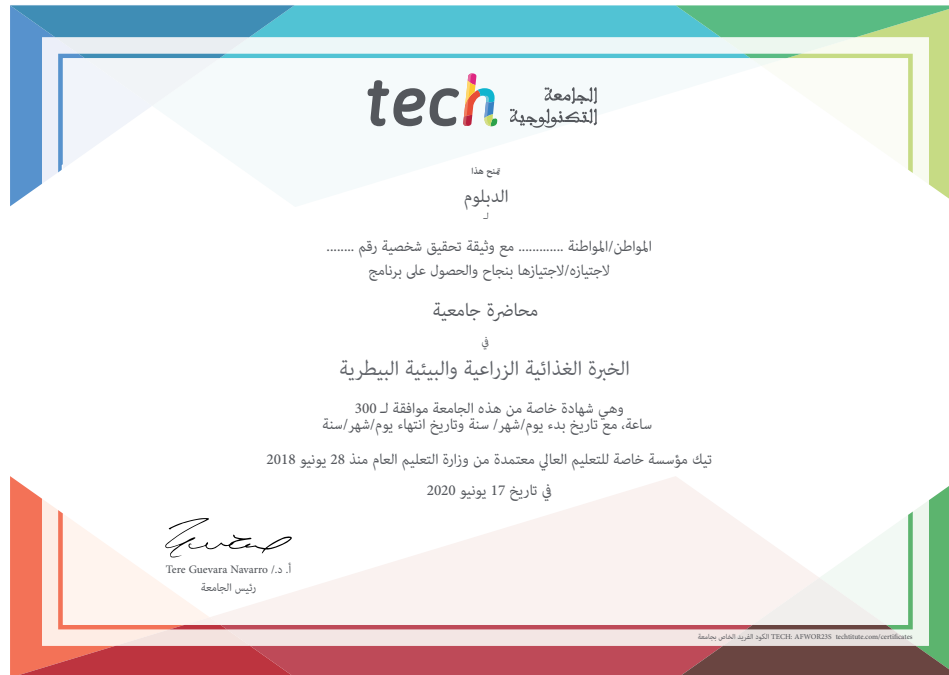 tech الجامعة
التكنولوجية
تمنح هذا
الدبلوم
لـ
المواطن/المواطنة ............. مع وثيقة تحقيق شخصية رقم ........
لاجتيازه/لاجتيازها بنجاح والحصول على برنامج
محاضرة جامعية
في
الخبرة الغذائية الزراعية والبيئية البيطرية
وهي شهادة خاصة من هذه الجامعة موافقة لـ 300
ساعة، مع تاريخ بدء يوم/شهر/ سنة وتاريخ انتهاء يوم/شهر/سنة
تيك مؤسسة خاصة للتعليم العالي معتمدة من وزارة التعليم العام منذ 28 يونيو 2018
في تاريخ 17 يونيو 2020
أ. د./ Tere Guevara Navarro
رئيس الجامعة
الكود الفريد الخاص بجامعة TECH: AFWOR23S techtitute.com/certificates